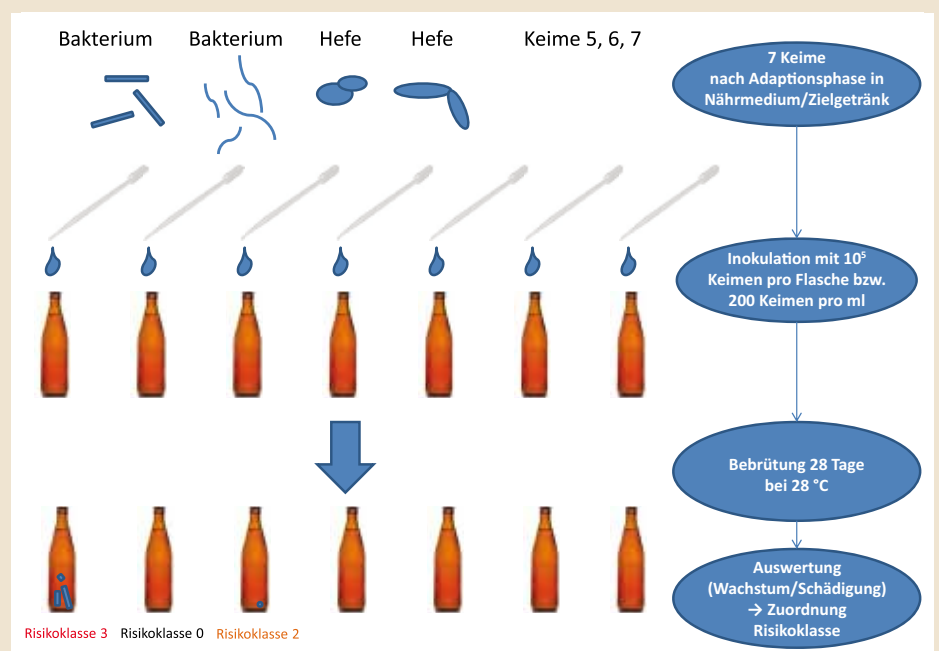 Bakterium
Bakterium
Hefe
Hefe
Keime 5, 6, 7
7 Keime
nach Adaptionsphase in
Nährmedium/Zielgetränk
Inokulation mit 10⁵
Keimen pro Flasche bzw.
200 Keimen pro ml
Bebrütung 28 Tage
bei 28 °C
Auswertung
(Wachstum/Schädigung)
→ Zuordnung
Risikoklasse
Risikoklasse 3
Risikoklasse 0
Risikoklasse 2